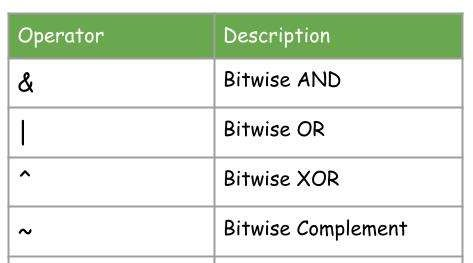 Operator Description
& Bitwise AND
| Bitwise OR
^ Bitwise XOR
~ Bitwise Complement